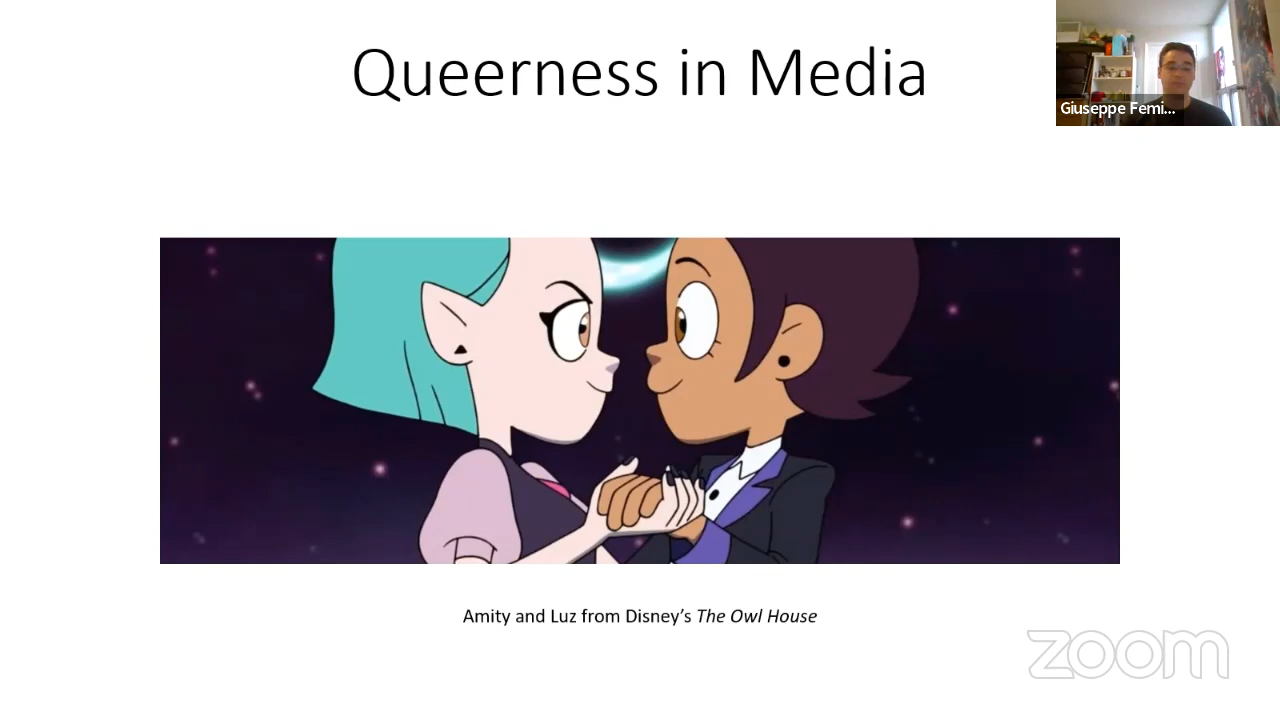 Queerness in Media
Giuseppe Femi...
Amity and Luz from Disney's The Owl House
zoom